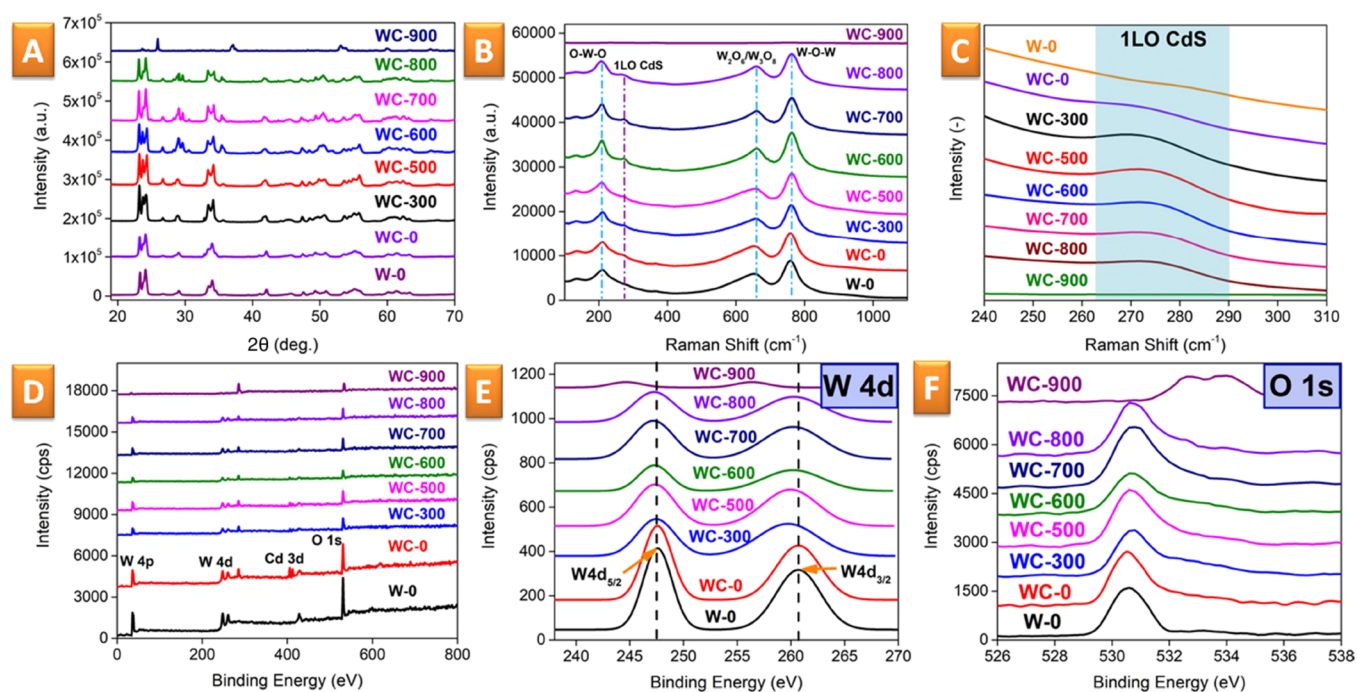 A
7x10⁵
6x10⁵
5x10⁵
4x10⁵
3x10⁵
2x10⁵
1x10⁵
0
Intensity (a.u.)
WC-900
WC-800
WC-700
WC-600
WC-500
WC-300
WC-0
W-0
20 30 40 50 60 70
2θ (deg.)
B
60000
50000
40000
30000
20000
10000
0
Intensity (a.u.)
WC-900
O-W-O
1LO CdS
W₂O₆/W₃O₈
W-O-W
WC-800
WC-700
WC-600
WC-500
WC-300
WC-0
W-0
200 400 600 800 1000
Raman Shift (cm⁻¹)
C
1LO CdS
Intensity (-)
W-0
WC-0
WC-300
WC-500
WC-600
WC-700
WC-800
WC-900
240 250 260 270 280 290 300 310
Raman Shift (cm⁻¹)
D
18000
15000
12000
9000
6000
3000
0
Intensity (cps)
WC-900
WC-800
WC-700
WC-600
WC-500
WC-300
WC-0
W-0
W 4p
W 4d
Cd 3d
O 1s
0 200 400 600 800
Binding Energy (eV)
E
W 4d
1200
1000
800
600
400
200
0
Intensity (cps)
WC-900
WC-800
WC-700
WC-600
WC-500
WC-300
W4d₅/₂
W4d₃/₂
WC-0
W-0
240 245 250 255 260 265 270
Binding Energy (eV)
F
O 1s
7500
6000
4500
3000
1500
0
Intensity (cps)
WC-900
WC-800
WC-700
WC-600
WC-500
WC-300
WC-0
W-0
526 528 530 532 534 536 538
Binding Energy (eV)